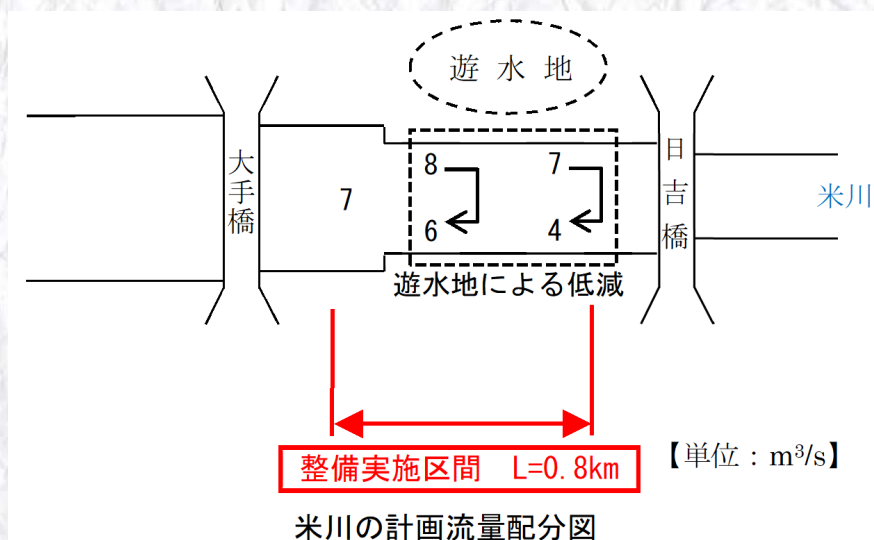 遊 水 地
大手橋
7
8
6
7
4
日吉橋
米川
遊水地による低減
整備実施区間 L=0.8km
【単位：m³/s】
米川の計画流量配分図